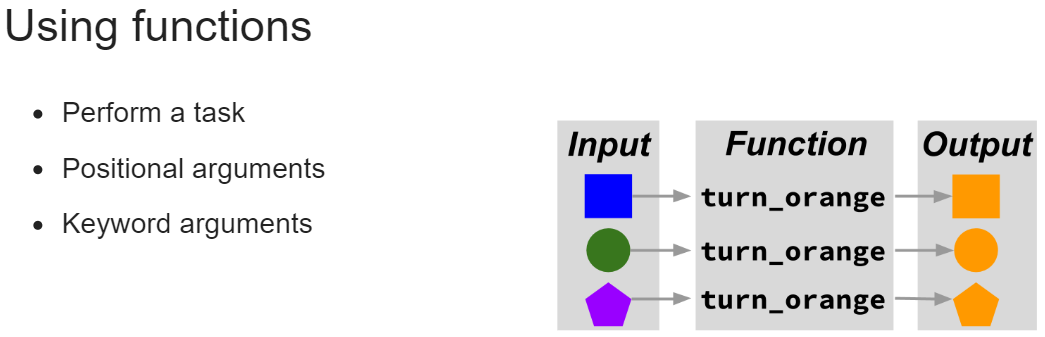 Using functions
• Perform a task
• Positional arguments
• Keyword arguments
Input Function Output
turn_orange
turn_orange
turn_orange